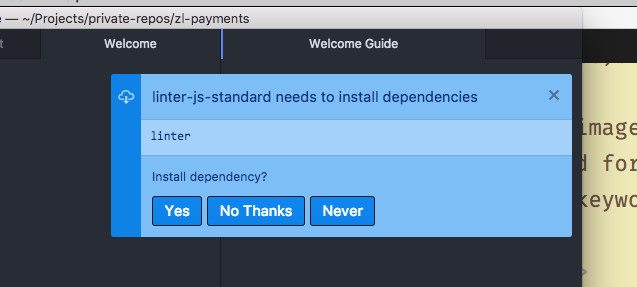 e — ~/Projects/private-repos/zl-payments
t
Welcome
Welcome Guide
linter-js-standard needs to install dependencies
linter
Install dependency?
Yes
No Thanks
Never
image
d for
keywo